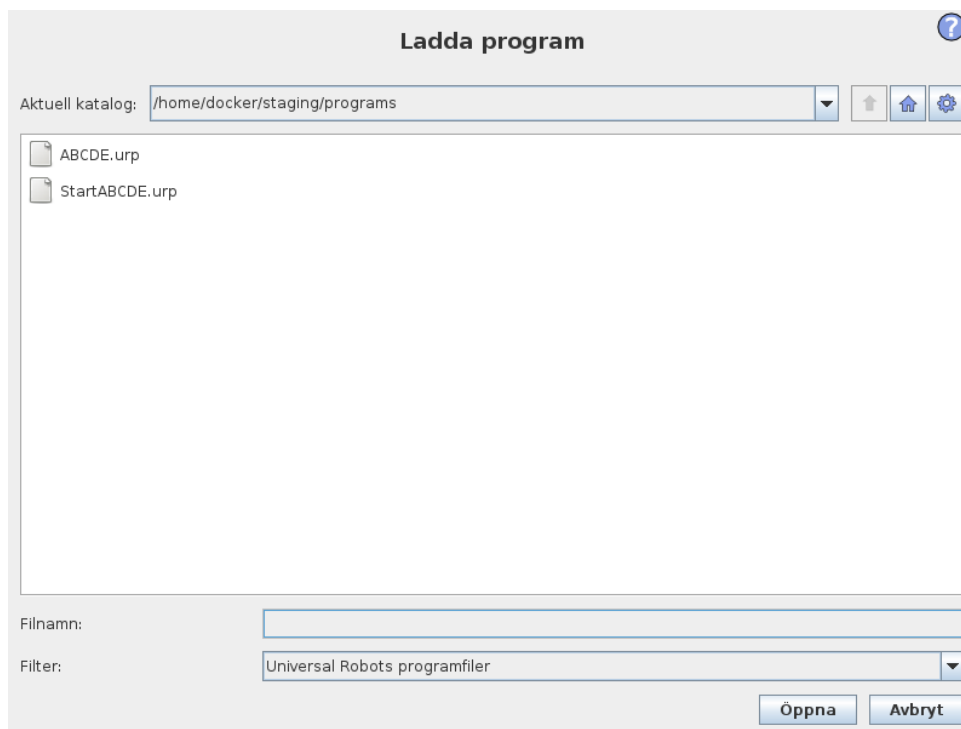 Ladda program
?
Aktuell katalog: /home/docker/staging/programs
ABCDE.urp
StartABCDE.urp
Filnamn:
Filter: Universal Robots programfiler
Öppna Avbryt